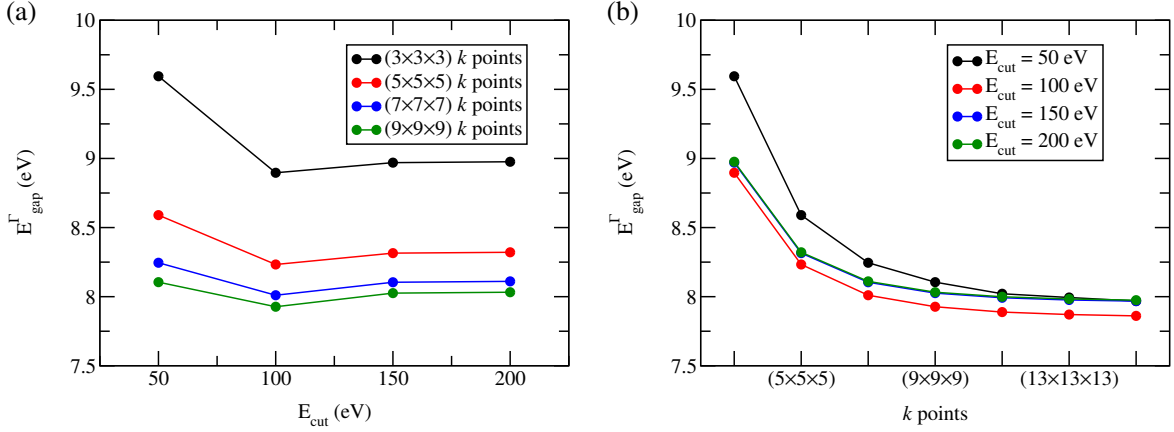 (a)
10
9.5
9
8.5
8
7.5
E^Γ_gap (eV)
50
100
150
200
E_cut (eV)
(3×3×3) k points
(5×5×5) k points
(7×7×7) k points
(9×9×9) k points
(b)
10
9.5
9
8.5
8
7.5
E^Γ_gap (eV)
(5×5×5)
(9×9×9)
(13×13×13)
k points
E_cut = 50 eV
E_cut = 100 eV
E_cut = 150 eV
E_cut = 200 eV